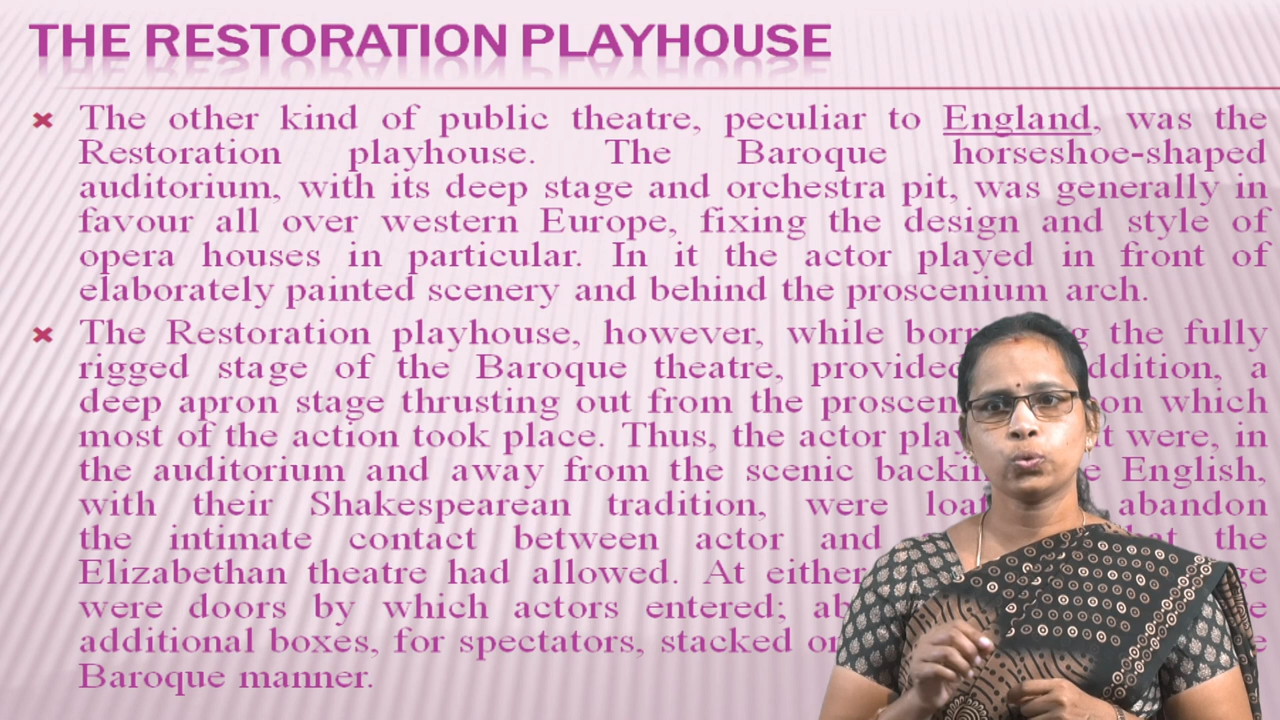 THE RESTORATION PLAYHOUSE
The other kind of public theatre, peculiar to England, was the
Restoration playhouse. The Baroque horseshoe-shaped
auditorium, with its deep stage and orchestra pit, was generally in
favour all over western Europe, fixing the design and style of
opera houses in particular. In it the actor played in front of
elaborately painted scenery and behind the proscenium arch.
The Restoration playhouse, however, while the fully
rigged stage of the Baroque theatre, provided a
deep apron stage thrusting out from the on which
most of the action took place. Thus, the actor were, in
the auditorium and away from the scenic English,
with their Shakespearean tradition, were abandon
the intimate contact between actor and the
Elizabethan theatre had allowed. At either
were doors by which actors entered;
additional boxes, for spectators, stacked
Baroque manner.